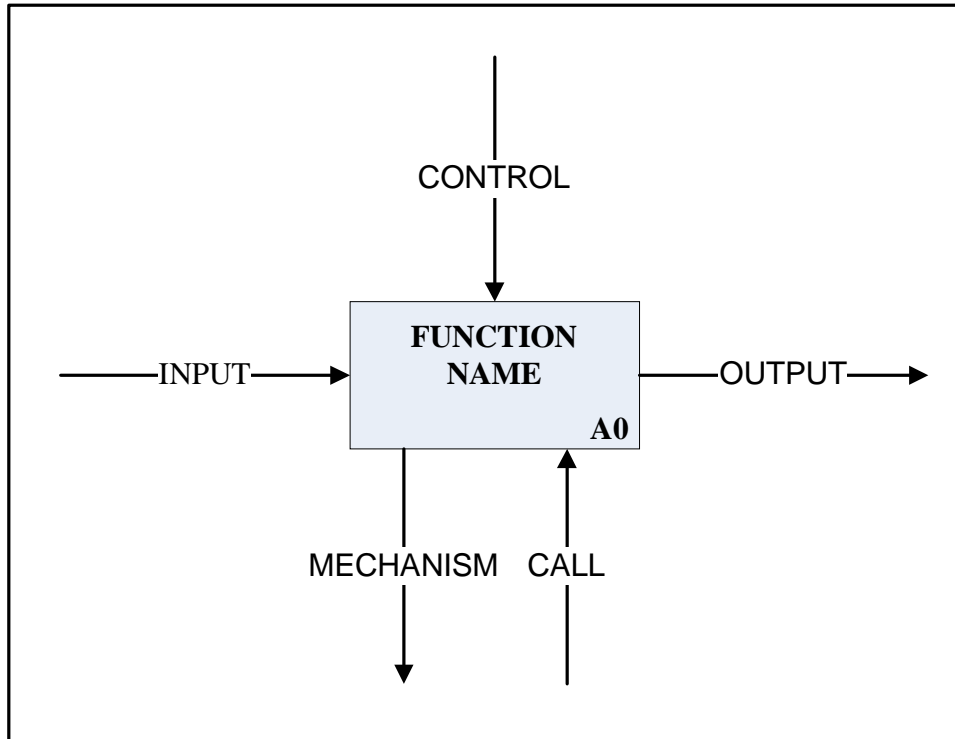 CONTROL
FUNCTION
NAME
INPUT
OUTPUT
A0
MECHANISM
CALL